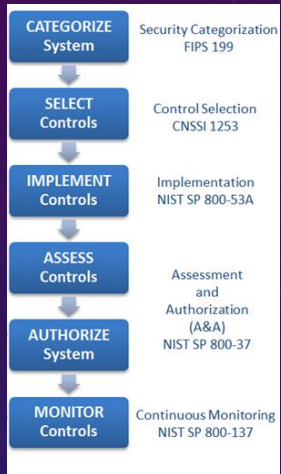 CATEGORIZE
System
Security Categorization
FIPS 199
SELECT
Controls
Control Selection
CNSSI 1253
IMPLEMENT
Controls
Implementation
NIST SP 800-53A
ASSESS
Controls
Assessment
and
Authorization
(A&A)
NIST SP 800-37
AUTHORIZE
System
MONITOR
Controls
Continuous Monitoring
NIST SP 800-137